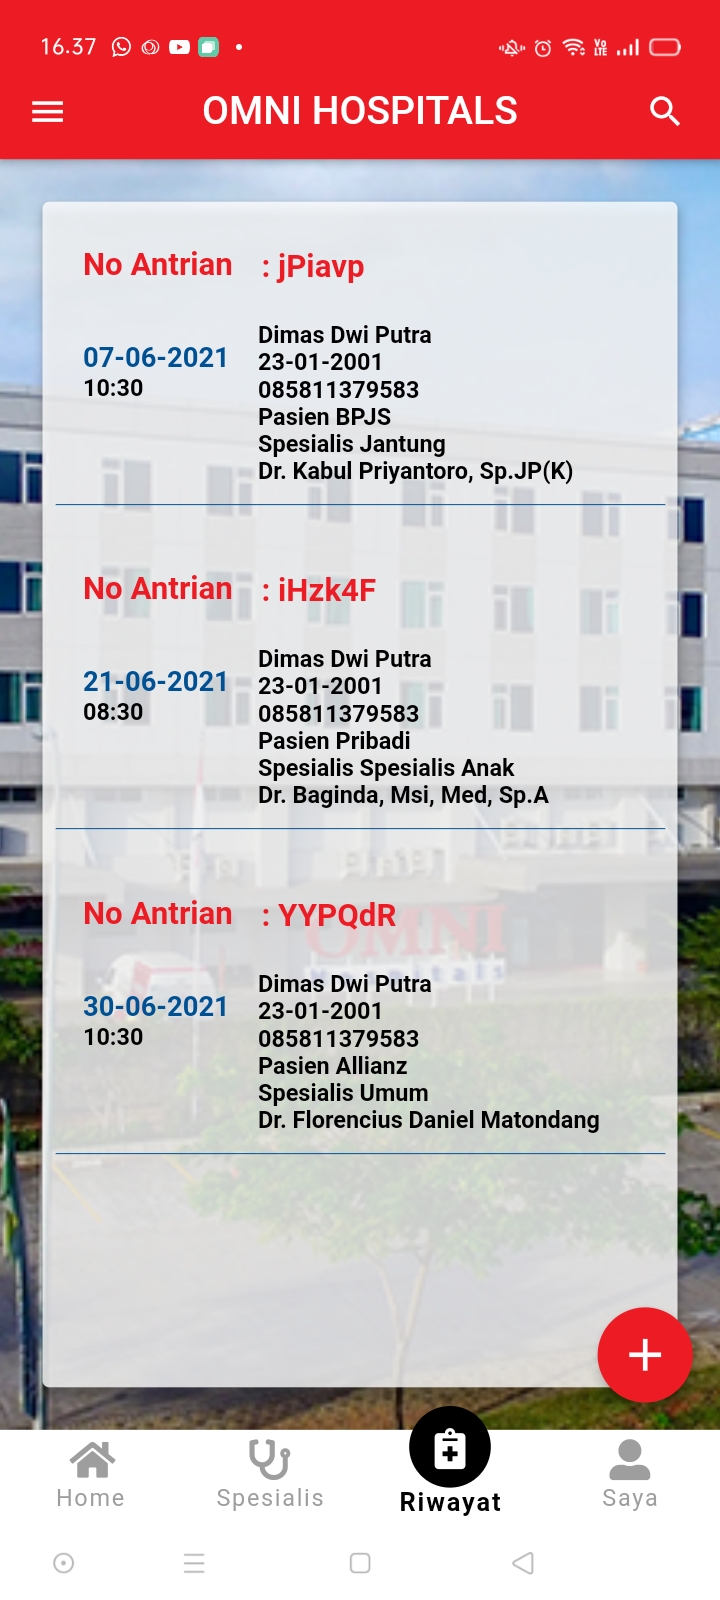 16.37
Vo
LTE
OMNI HOSPITALS
No Antrian : jPiavp
07-06-2021
10:30
Dimas Dwi Putra
23-01-2001
085811379583
Pasien BPJS
Spesialis Jantung
Dr. Kabul Priyantoro, Sp.JP(K)
No Antrian : iHzk4F
21-06-2021
08:30
Dimas Dwi Putra
23-01-2001
085811379583
Pasien Pribadi
Spesialis Spesialis Anak
Dr. Baginda, Msi, Med, Sp.A
No Antrian : YYPQdR
30-06-2021
10:30
Dimas Dwi Putra
23-01-2001
085811379583
Pasien Allianz
Spesialis Umum
Dr. Florencius Daniel Matondang
OMNI
Hospitals
Home
Spesialis
Riwayat
Saya